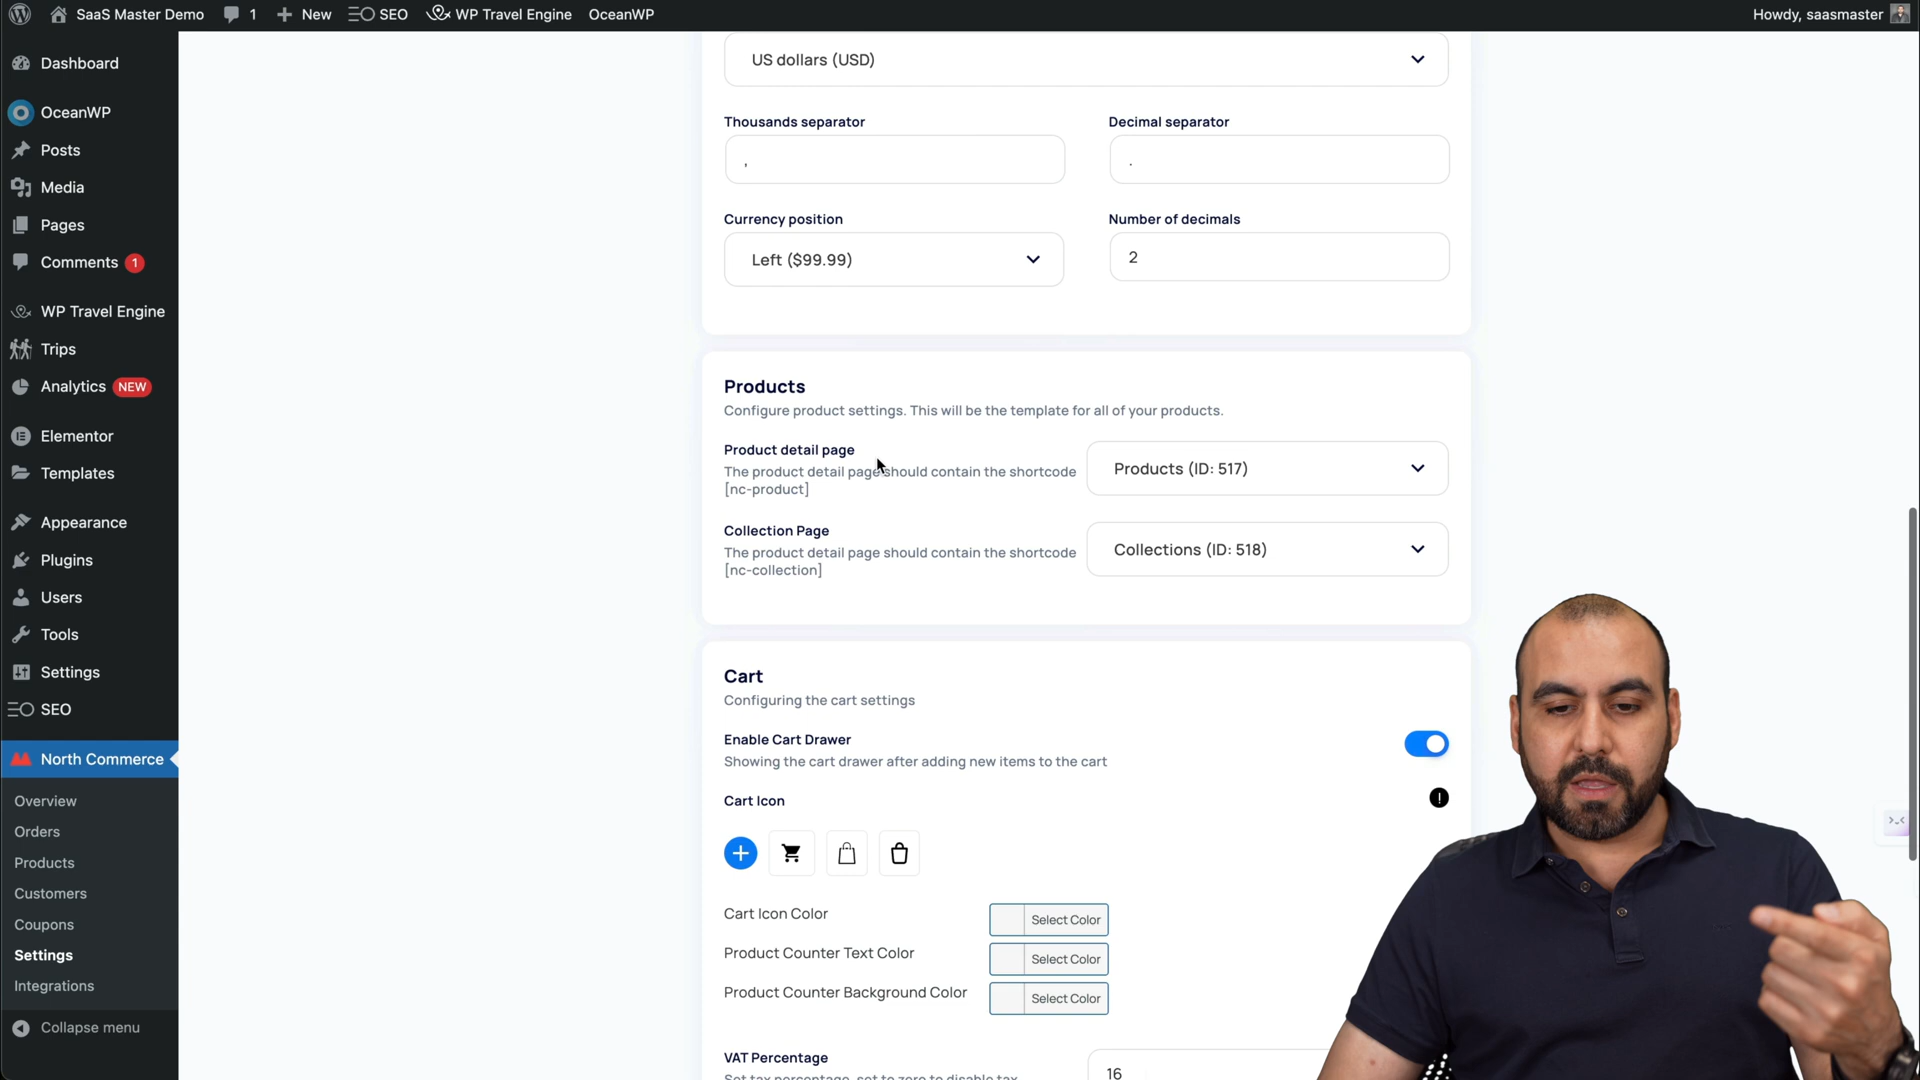 SaaS Master Demo
1
New
SEO
WP Travel Engine
OceanWP
Howdy, saasmaster
Dashboard
OceanWP
Posts
Media
Pages
Comments 1
WP Travel Engine
Trips
Analytics NEW
Elementor
Templates
Appearance
Plugins
Users
Tools
Settings
SEO
North Commerce
Overview
Orders
Products
Customers
Coupons
Settings
Integrations
Collapse menu
US dollars (USD)
Thousands separator
,
Decimal separator
.
Currency position
Left ($99.99)
Number of decimals
2
Products
Configure product settings. This will be the template for all of your products.
Product detail page
The product detail page should contain the shortcode
[nc-product]
Products (ID: 517)
Collection Page
The product detail page should contain the shortcode
[nc-collection]
Collections (ID: 518)
Cart
Configuring the cart settings
Enable Cart Drawer
Showing the cart drawer after adding new items to the cart
Cart Icon
Cart Icon Color
Select Color
Product Counter Text Color
Select Color
Product Counter Background Color
Select Color
VAT Percentage
Set tax percentage, set to zero to disable tax
16